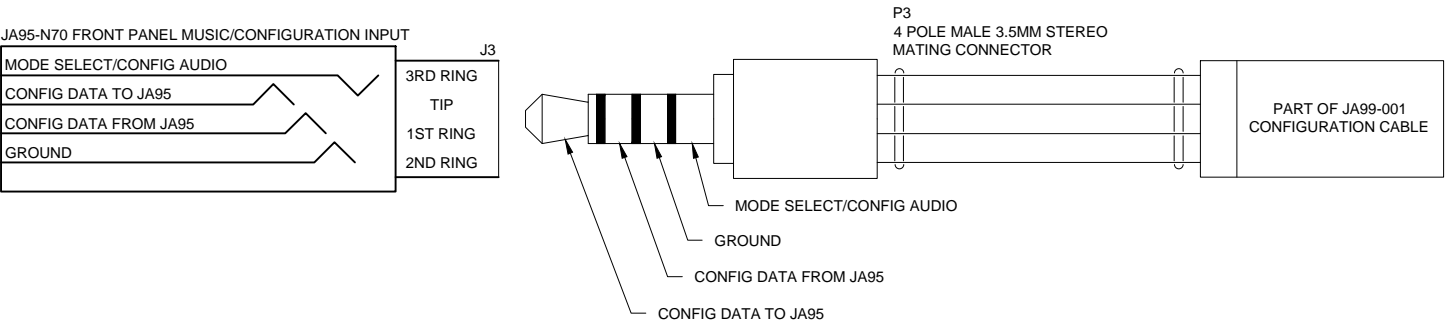 JA95-N70 FRONT PANEL MUSIC/CONFIGURATION INPUT
J3
MODE SELECT/CONFIG AUDIO
3RD RING
CONFIG DATA TO JA95
TIP
CONFIG DATA FROM JA95
1ST RING
GROUND
2ND RING
P3
4 POLE MALE 3.5MM STEREO
MATING CONNECTOR
PART OF JA99-001
CONFIGURATION CABLE
MODE SELECT/CONFIG AUDIO
GROUND
CONFIG DATA FROM JA95
CONFIG DATA TO JA95